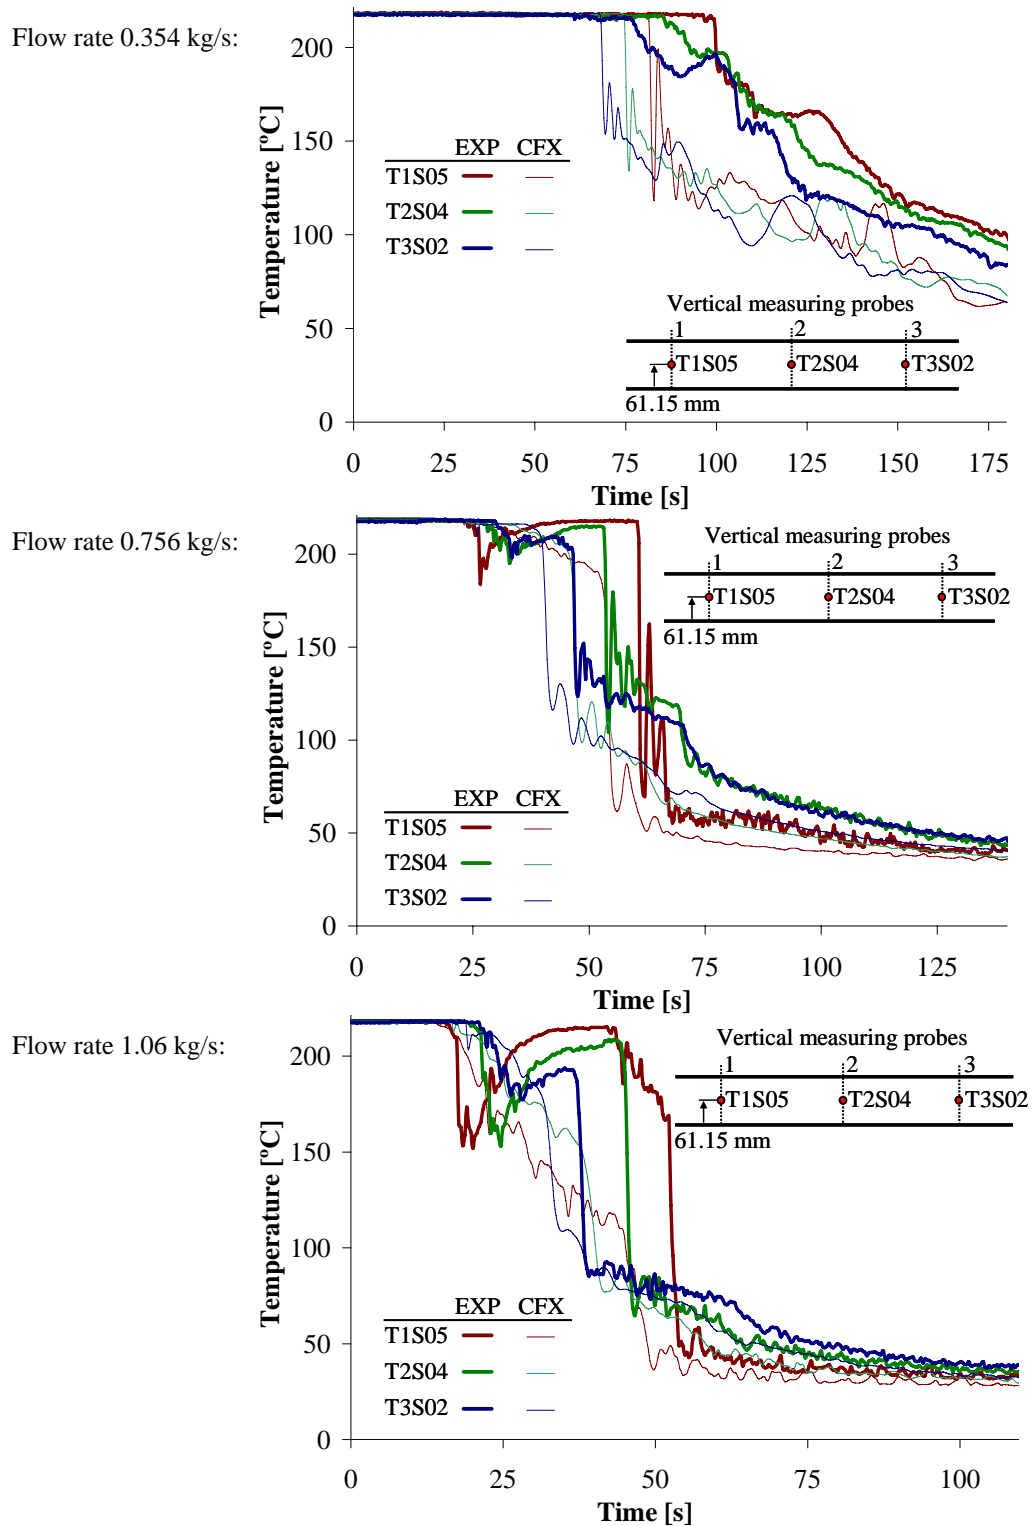 Flow rate 0.354 kg/s:
Temperature [ºC]
200
150
100
50
0
EXP CFX
T1S05
T2S04
T3S02
Vertical measuring probes
1 2 3
T1S05 T2S04 T3S02
61.15 mm
0 25 50 75 100 125 150 175
Time [s]
Flow rate 0.756 kg/s:
Temperature [ºC]
200
150
100
50
0
Vertical measuring probes
1 2 3
T1S05 T2S04 T3S02
61.15 mm
EXP CFX
T1S05
T2S04
T3S02
0 25 50 75 100 125
Time [s]
Flow rate 1.06 kg/s:
Temperature [ºC]
200
150
100
50
0
Vertical measuring probes
1 2 3
T1S05 T2S04 T3S02
61.15 mm
EXP CFX
T1S05
T2S04
T3S02
0 25 50 75 100
Time [s]